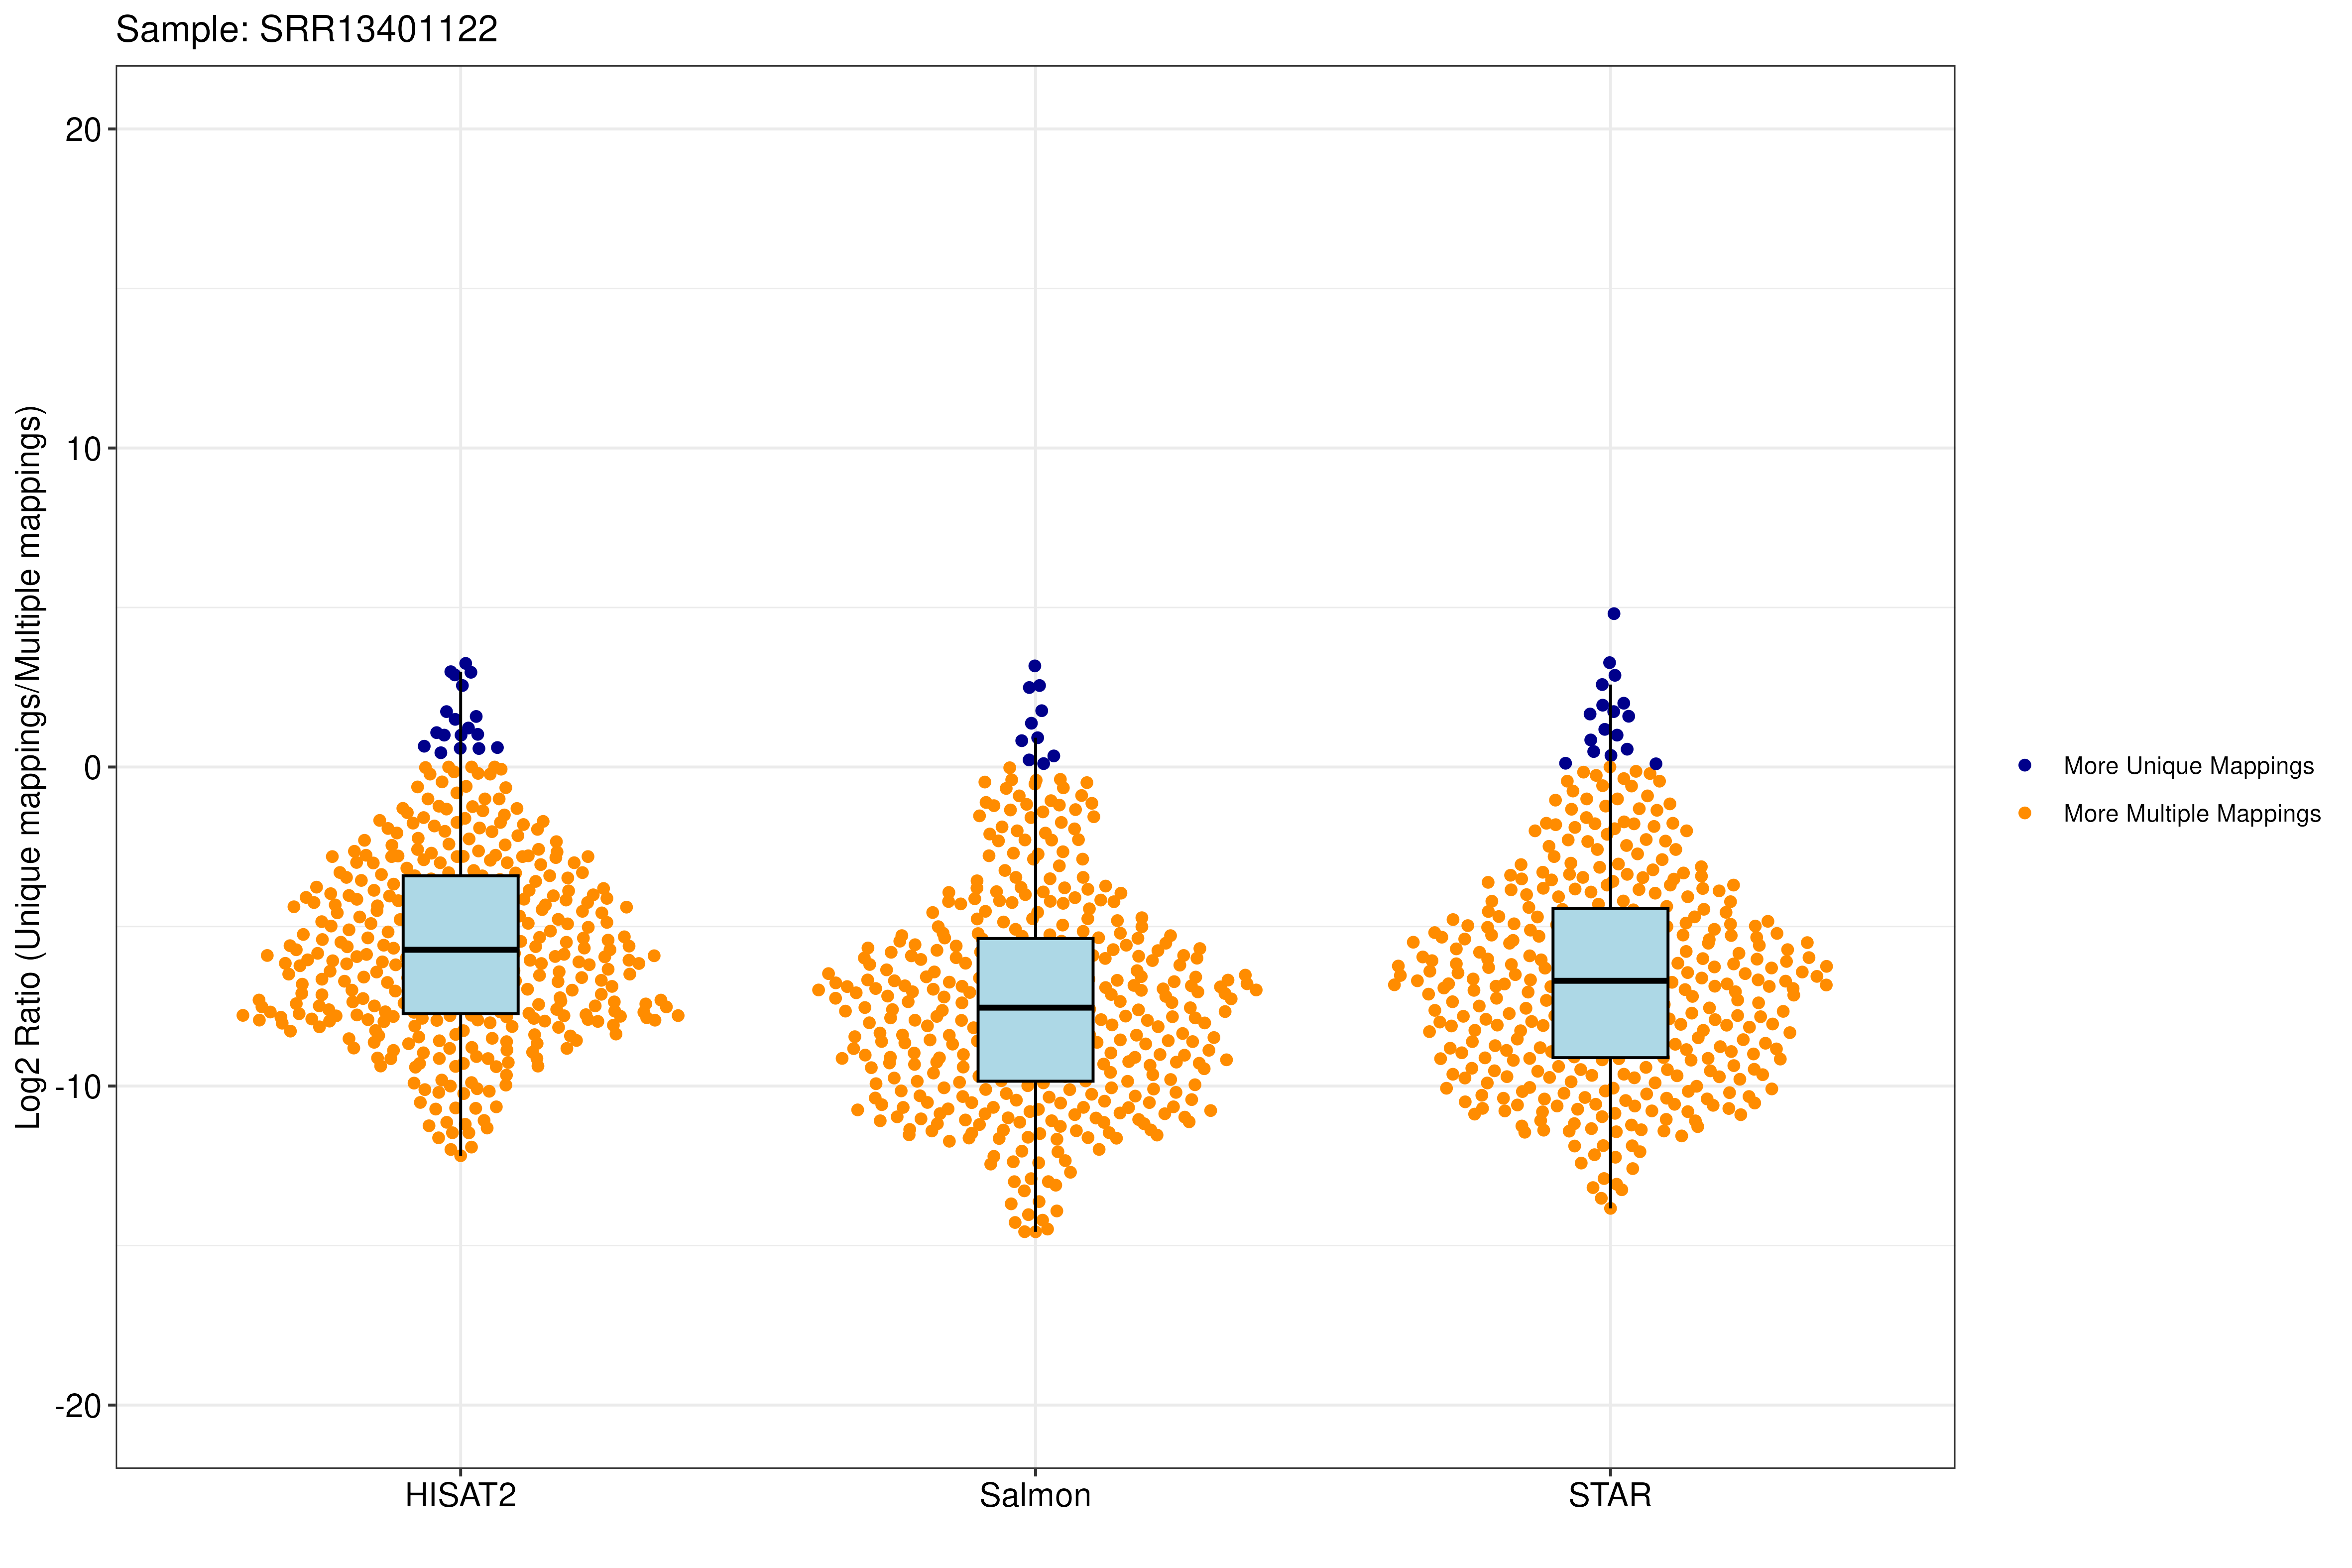 Sample: SRR13401122
Log2 Ratio (Unique mappings/Multiple mappings)
20
10
0
-10
-20
HISAT2
Salmon
STAR
More Unique Mappings
More Multiple Mappings